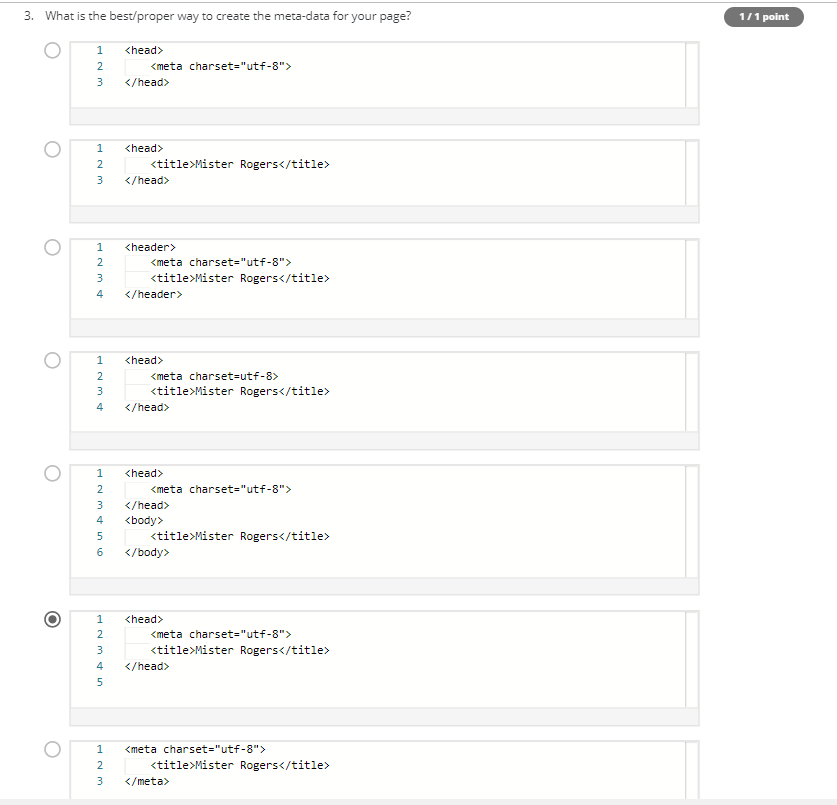 3. What is the best/proper way to create the meta-data for your page?
1 / 1 point
1 <head>
2 <meta charset="utf-8">
3 </head>
1 <head>
2 <title>Mister Rogers</title>
3 </head>
1 <header>
2 <meta charset="utf-8">
3 <title>Mister Rogers</title>
4 </header>
1 <head>
2 <meta charset=utf-8>
3 <title>Mister Rogers</title>
4 </head>
1 <head>
2 <meta charset="utf-8">
3 </head>
4 <body>
5 <title>Mister Rogers</title>
6 </body>
1 <head>
2 <meta charset="utf-8">
3 <title>Mister Rogers</title>
4 </head>
5
1 <meta charset="utf-8">
2 <title>Mister Rogers</title>
3 </meta>